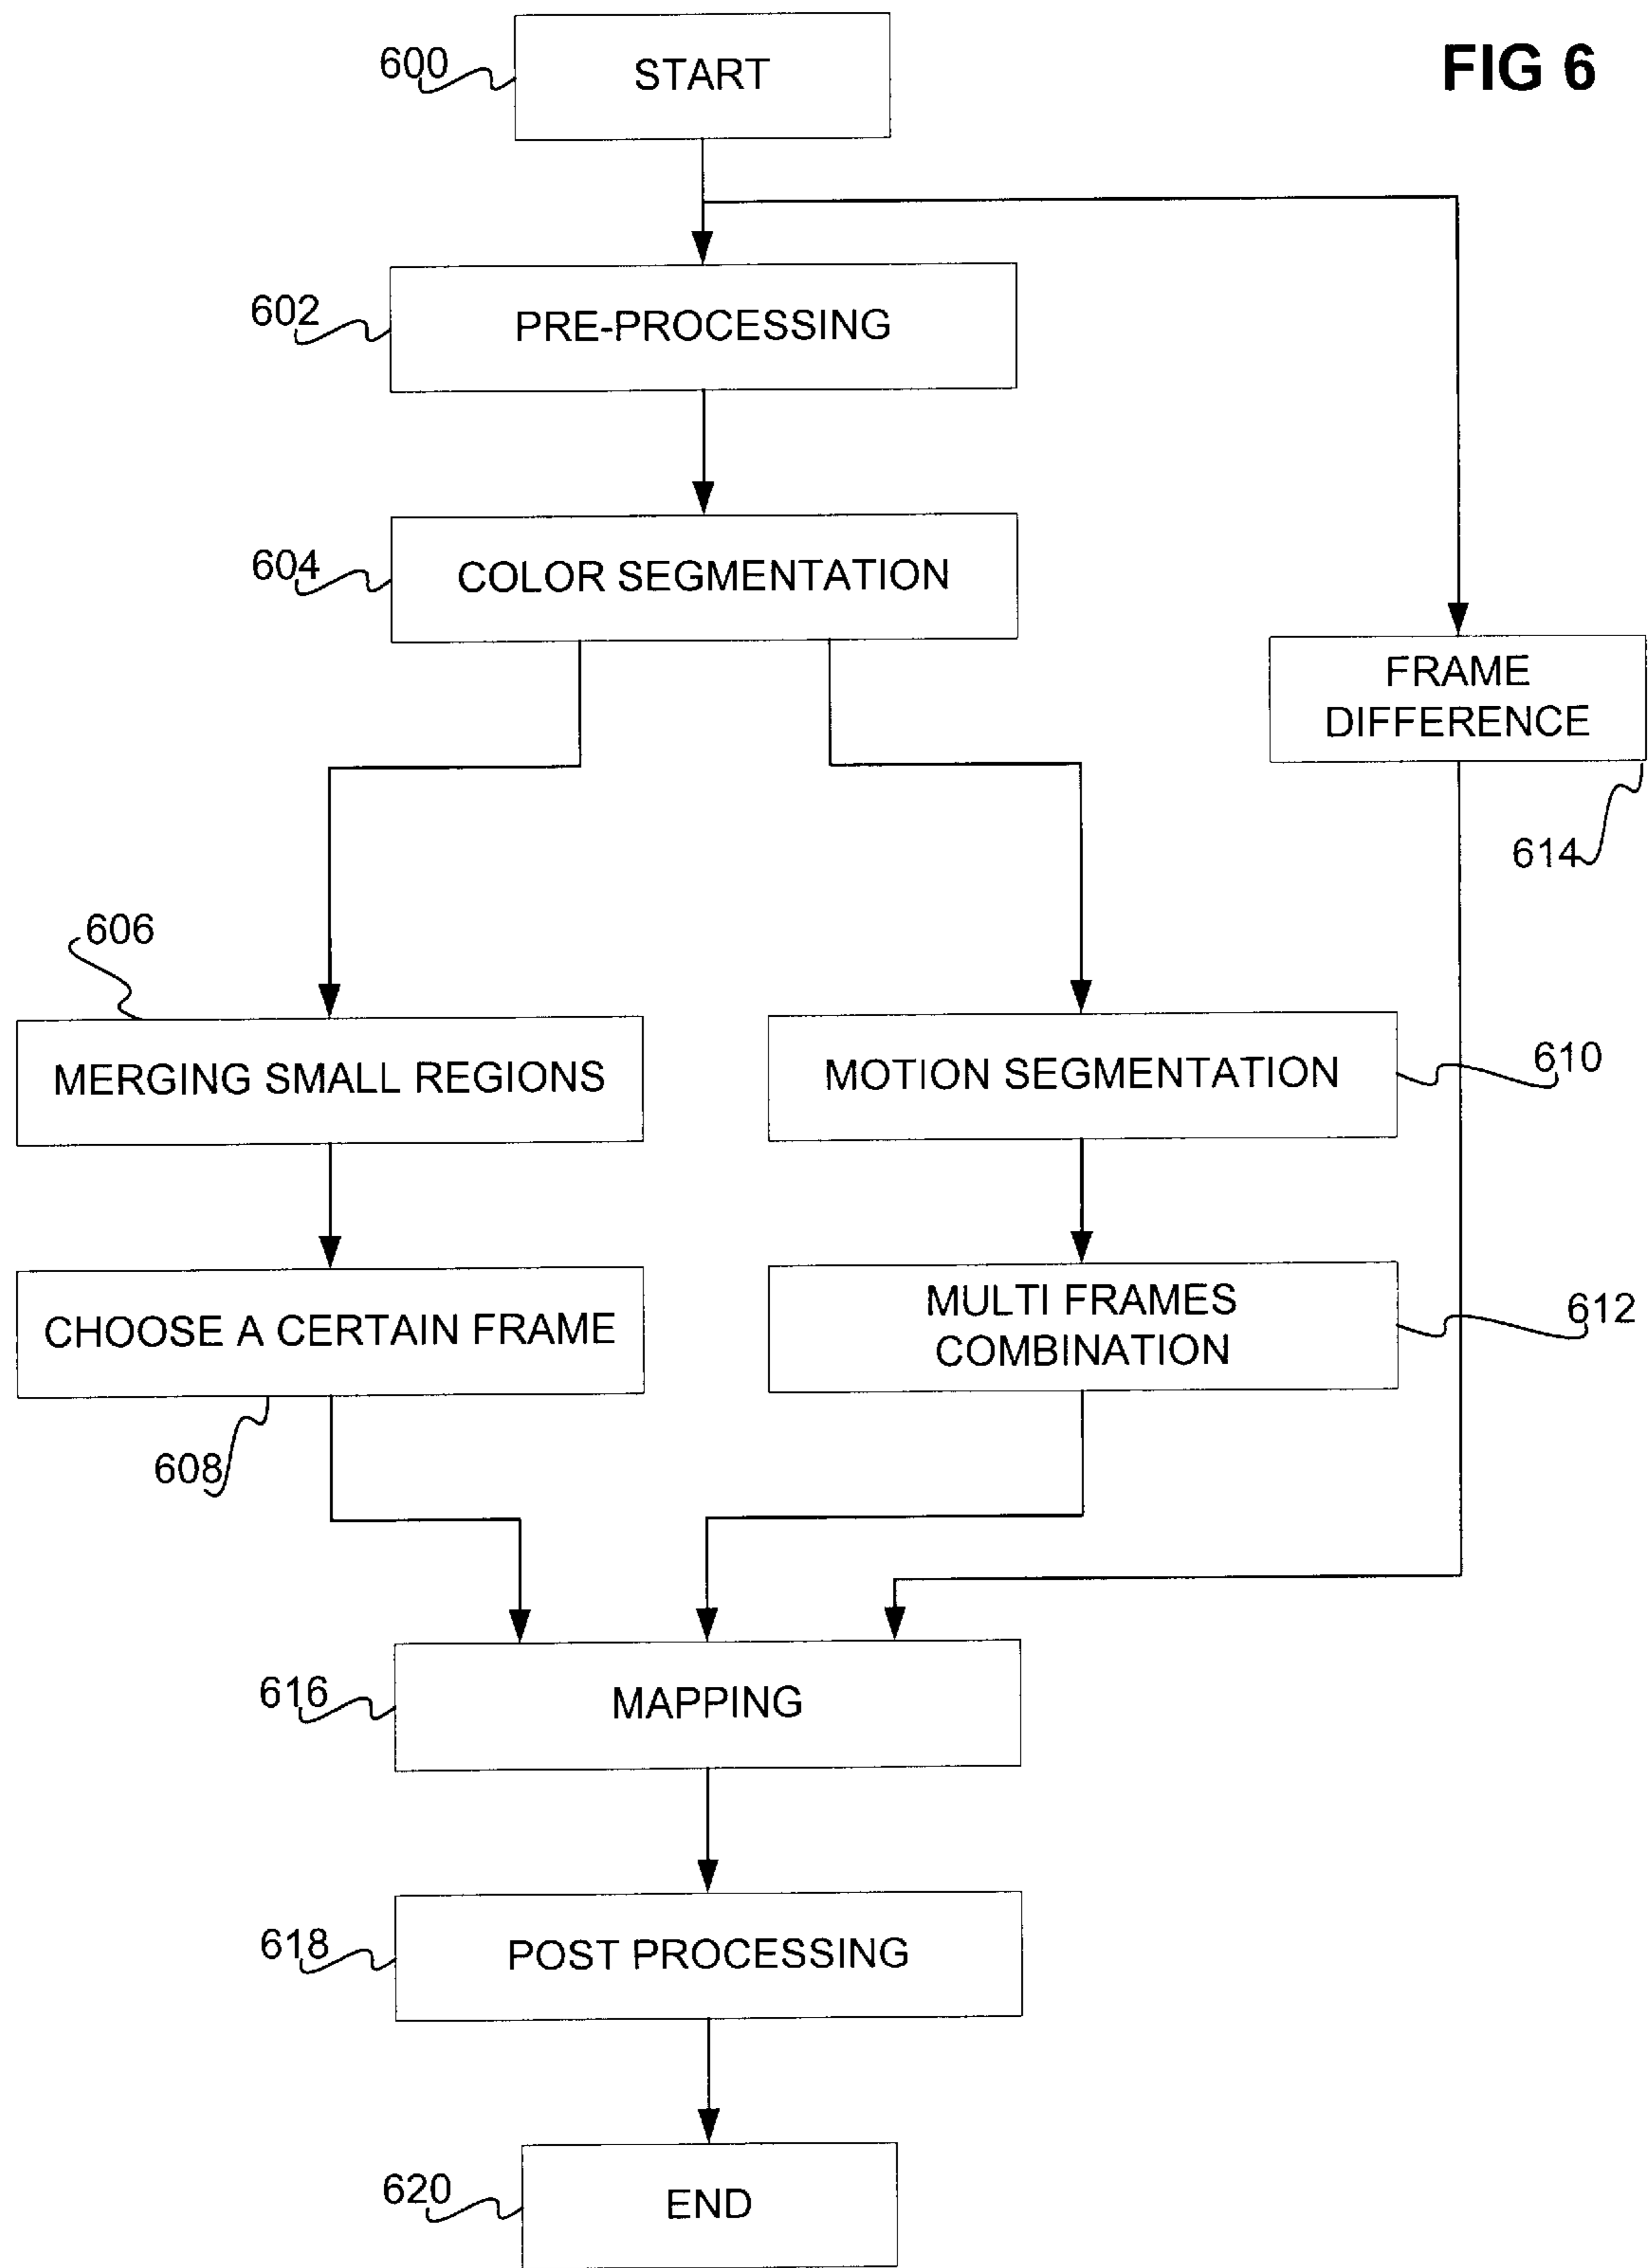 FIG 6
600
START
602
PRE-PROCESSING
604
COLOR SEGMENTATION
FRAME
DIFFERENCE
614
606
MERGING SMALL REGIONS
MOTION SEGMENTATION
610
CHOOSE A CERTAIN FRAME
608
MULTI FRAMES
COMBINATION
612
616
MAPPING
618
POST PROCESSING
620
END